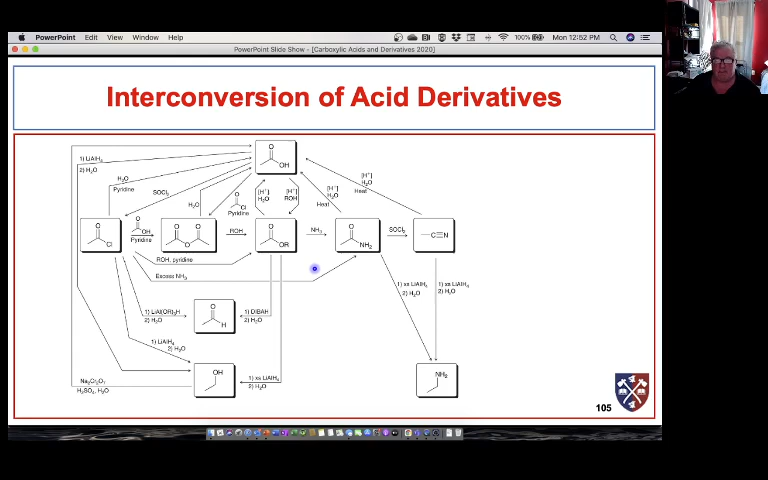 PowerPoint Edit View Window Help 100% Mon 12:52 PM
PowerPoint Slide Show - [Carboxylic Acids and Derivatives 2020]
Interconversion of Acid Derivatives
1) LiAlH₄
2) H₂O
H₂O
Pyridine
SOCl₂
H₂O
O
Cl
Pyridine
[H⁺]
H₂O
[H⁺]
ROH
[H⁺]
H₂O
Heat
[H⁺]
H₂O
Heat
O
OH
O
Cl
O
OH
Pyridine
O O
O
ROH
O
OR
NH₃
O
NH₂
SOCl₂
C≡N
ROH, pyridine
Excess NH₃
1) LiAl(OR)₃H
2) H₂O
O
H
1) DIBAH
2) H₂O
1) xs LiAlH₄
2) H₂O
1) xs LiAlH₄
2) H₂O
1) LiAlH₄
2) H₂O
Na₂Cr₂O₇
H₂SO₄, H₂O
OH
1) xs LiAlH₄
2) H₂O
NH₂
105